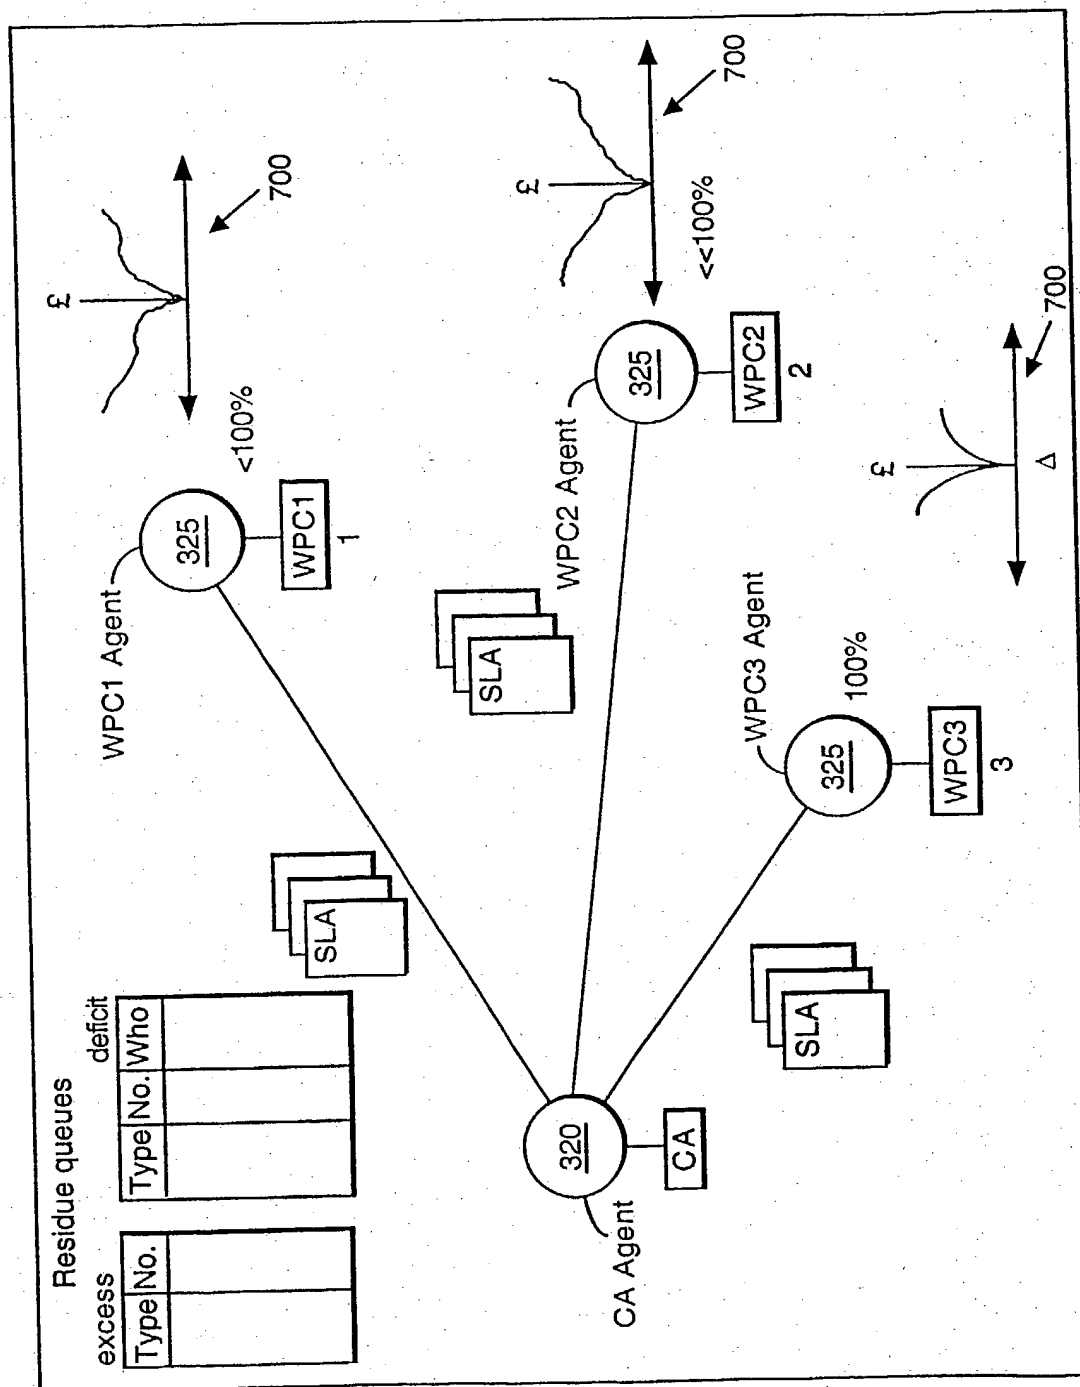 Residue queues
excess
deficit
Type No.
Type No. Who
SLA
SLA
SLA
CA Agent
320
CA
WPC1 Agent
325
<100%
WPC1
1
£
700
WPC2 Agent
325
<<100%
WPC2
2
£
700
WPC3 Agent
325
100%
WPC3
3
£
Δ
700